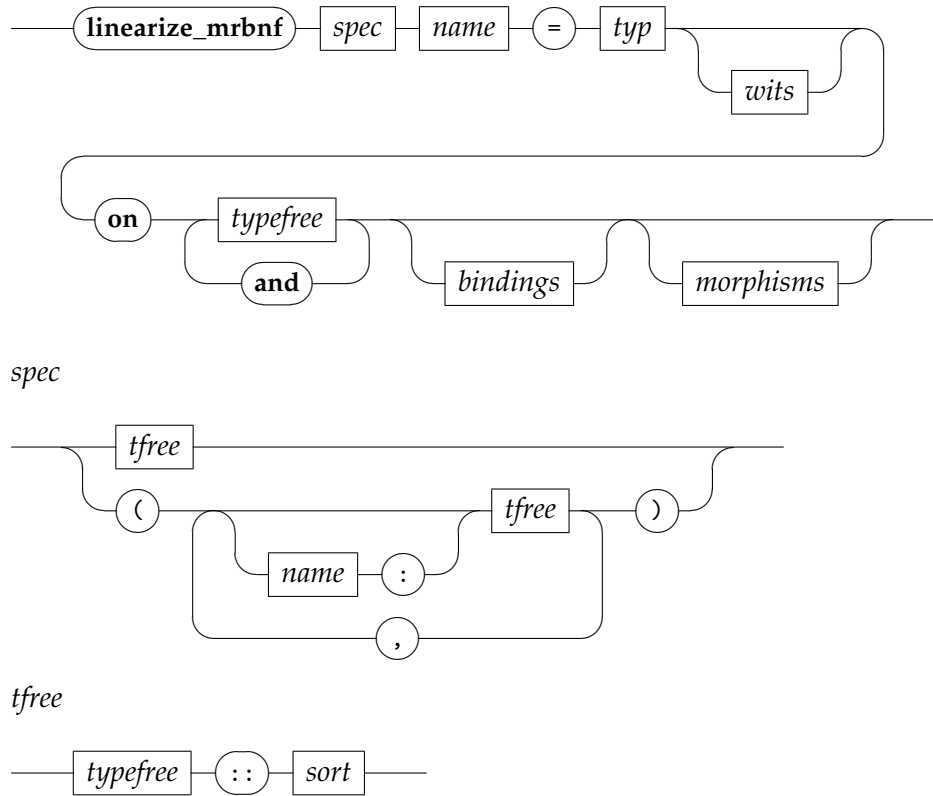 linearize_mrbnf spec name = typ
wits
on typefree
and bindings morphisms
spec
tfree
( tfree )
name :
,
tfree
typefree :: sort